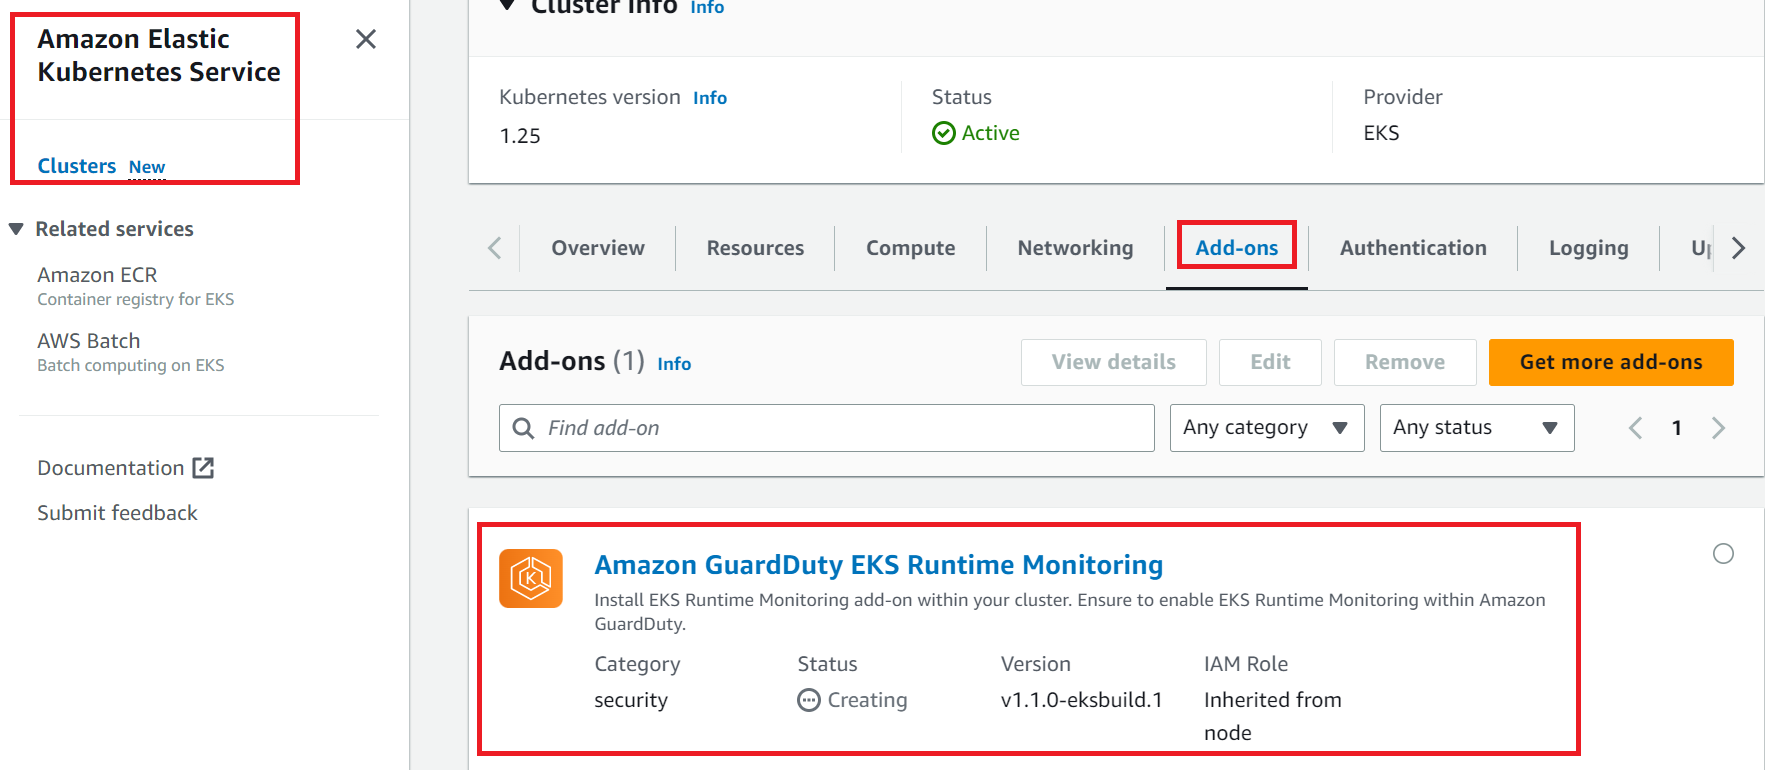 Amazon Elastic
Kubernetes Service
Clusters New
Related services
Amazon ECR
Container registry for EKS
AWS Batch
Batch computing on EKS
Documentation
Submit feedback
Cluster info Info
Kubernetes version Info
1.25
Status
Active
Provider
EKS
Overview Resources Compute Networking Add-ons Authentication Logging
Add-ons (1) Info
View details Edit Remove Get more add-ons
Find add-on Any category Any status 1
K
Amazon GuardDuty EKS Runtime Monitoring
Install EKS Runtime Monitoring add-on within your cluster. Ensure to enable EKS Runtime Monitoring within Amazon
GuardDuty.
Category
security
Status
Creating
Version
v1.1.0-eksbuild.1
IAM Role
Inherited from
node